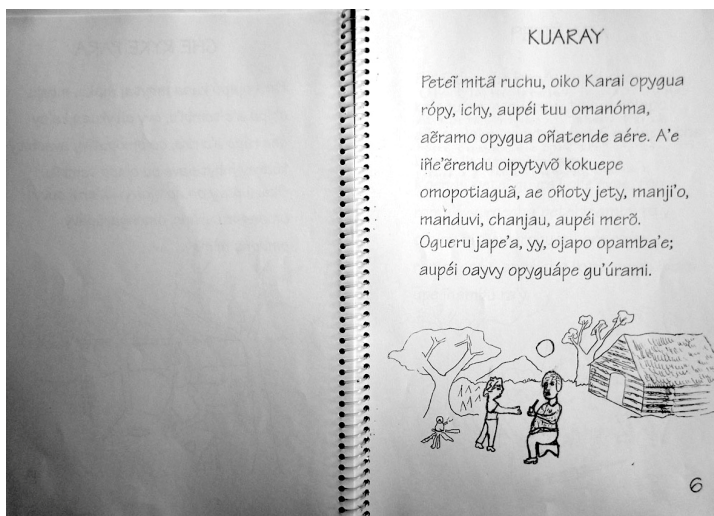 KUARAY
Peteĩ mitã ruchu, oiko Karai opygua
rópy, ichy, aupéi tuu omanóma,
aẽramo opygua oñatende aére. A'e
iñe'ẽrendu oipytyvõ kokuepe
omopotiaguã, ae oñoty jety, manji'o,
manduvi, chanjau, aupéi merõ.
Ogueru jape'a, yy, ojapo opamba'e;
aupéi oayvy opyguápe gu'úrami.
6